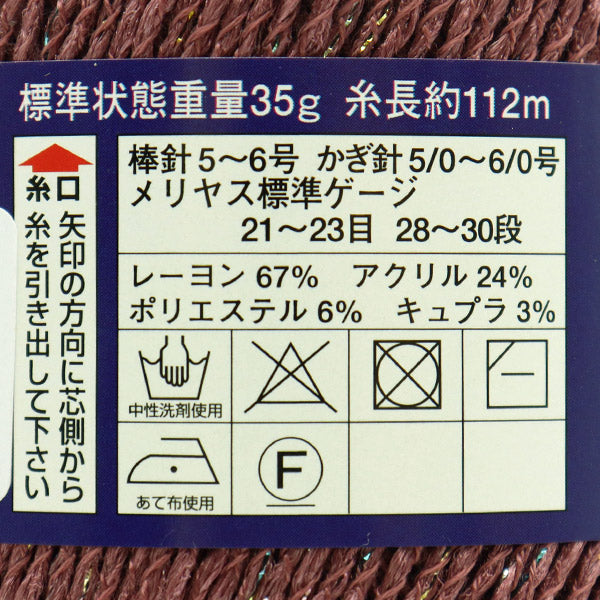 標準状態重量35g 糸長約112m
糸口
矢印の方向に芯側から
糸を引き出して下さい
棒針5〜6号 かぎ針5/0〜6/0号
メリヤス標準ゲージ
21〜23目 28〜30段
レーヨン 67% アクリル 24%
ポリエステル 6% キュプラ 3%
中性洗剤使用
あて布使用
F